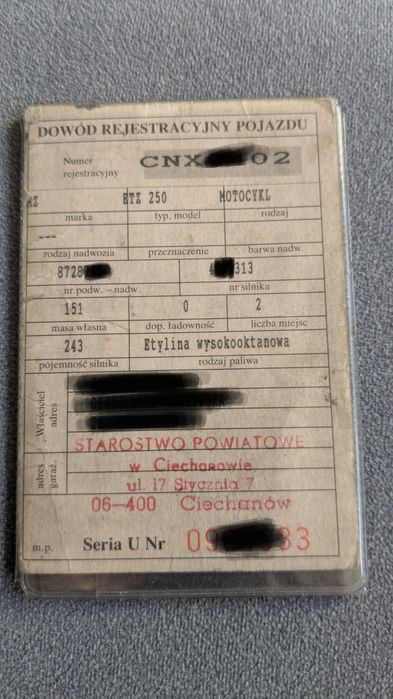 DOWÓD REJESTRACYJNY POJAZDU
Numer rejestracyjny CNX 02
MZ ETZ 250 MOTOCYKL
marka typ, model rodzaj
---
rodzaj nadwozia przeznaczenie barwa nadw.
8728 4 313
nr podw. – nadw. nr silnika
151 0 2
masa własna dop. ładowność liczba miejsc
243 Etylina wysokooktanowa
pojemność silnika rodzaj paliwa
Właściciel adres
STAROSTWO POWIATOWE
w Ciechanowie
ul. 17 Stycznia 7
06-400 Ciechanów
adres garaż.
m.p. Seria U Nr 09 33